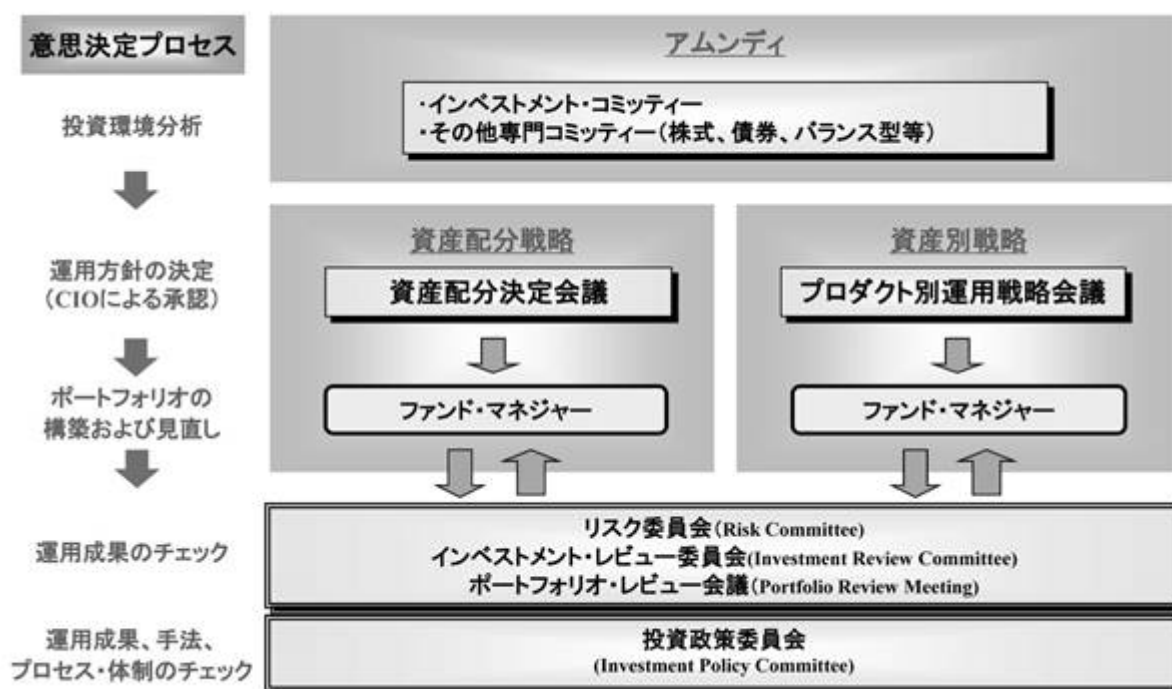 意思決定プロセス
アムンディ
・インベストメント・コミッティー
・その他専門コミッティー(株式、債券、バランス型等)
投資環境分析
資産配分戦略
資産別戦略
運用方針の決定
(CIOによる承認)
資産配分決定会議
プロダクト別運用戦略会議
ポートフォリオの
構築および見直し
ファンド・マネジャー
ファンド・マネジャー
運用成果のチェック
リスク委員会(Risk Committee)
インベストメント・レビュー委員会(Investment Review Committee)
ポートフォリオ・レビュー会議(Portfolio Review Meeting)
運用成果、手法、
プロセス・体制のチェック
投資政策委員会
(Investment Policy Committee)